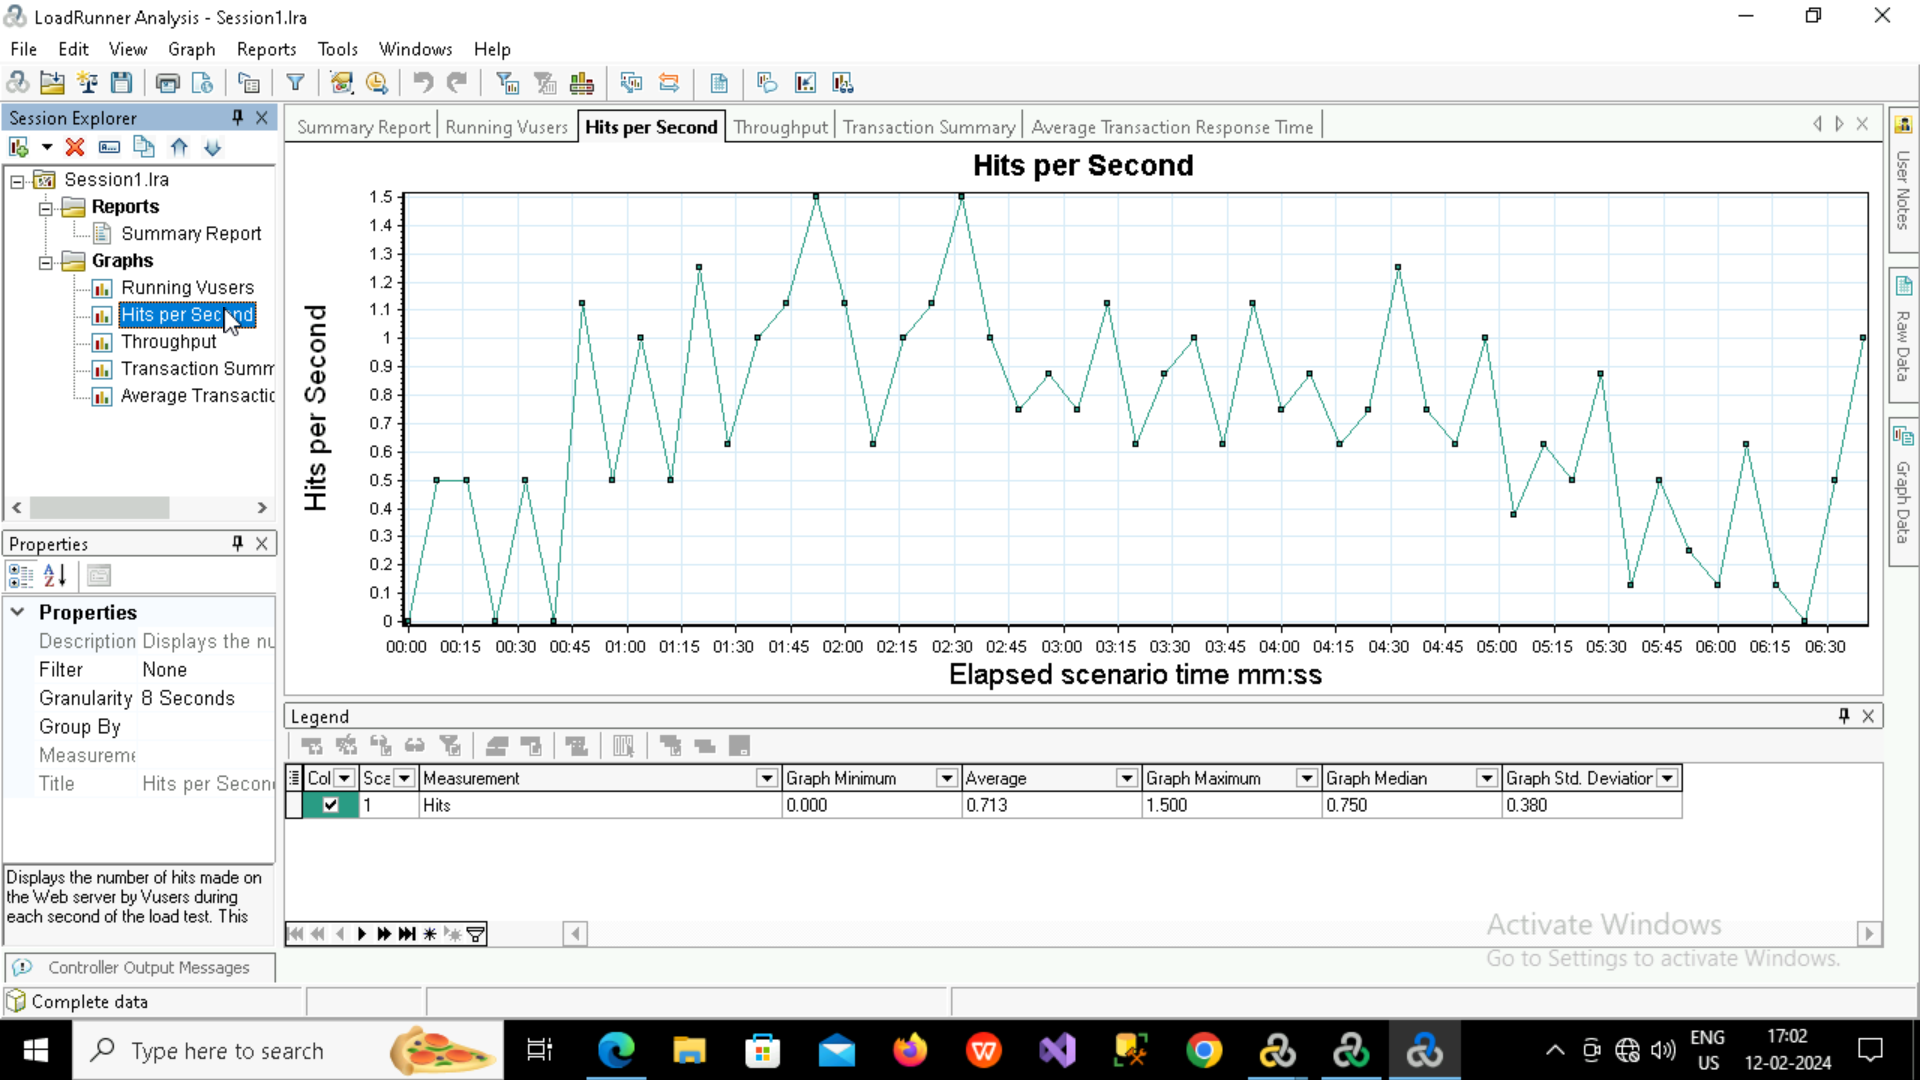 LoadRunner Analysis - Session1.lra
File Edit View Graph Reports Tools Windows Help
Session Explorer
Session1.lra
Reports
Summary Report
Graphs
Running Vusers
Hits per Second
Throughput
Transaction Summ
Average Transactic
Properties
Properties
Description Displays the nu
Filter None
Granularity 8 Seconds
Group By
Measureme
Title Hits per Secon
Displays the number of hits made on
the Web server by Vusers during
each second of the load test. This
Controller Output Messages
Complete data
Summary Report Running Vusers Hits per Second Throughput Transaction Summary Average Transaction Response Time
Hits per Second
Hits per Second
1.5
1.4
1.3
1.2
1.1
1
0.9
0.8
0.7
0.6
0.5
0.4
0.3
0.2
0.1
0
00:00 00:15 00:30 00:45 01:00 01:15 01:30 01:45 02:00 02:15 02:30 02:45 03:00 03:15 03:30 03:45 04:00 04:15 04:30 04:45 05:00 05:15 05:30 05:45 06:00 06:15 06:30
Elapsed scenario time mm:ss
User Notes
Raw Data
Graph Data
Legend
Col Sca Measurement Graph Minimum Average Graph Maximum Graph Median Graph Std. Deviation
1 Hits 0.000 0.713 1.500 0.750 0.380
Activate Windows
Go to Settings to activate Windows.
Type here to search
ENG
US
17:02
12-02-2024